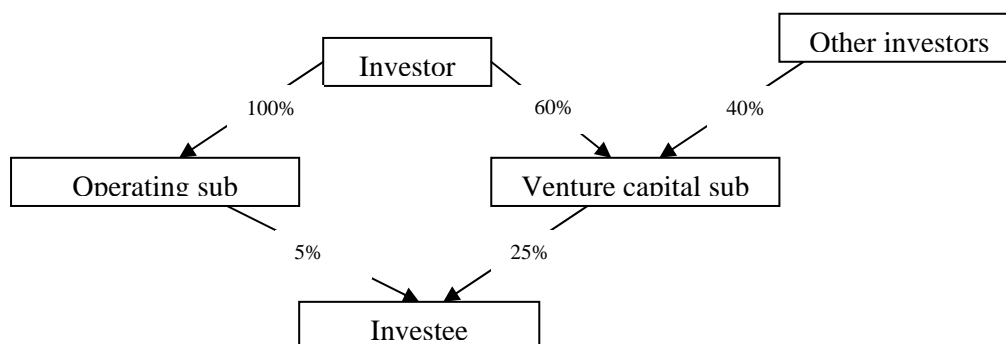 Other investors
Investor
100%
60%
40%
Operating sub
Venture capital sub
5%
25%
Investee